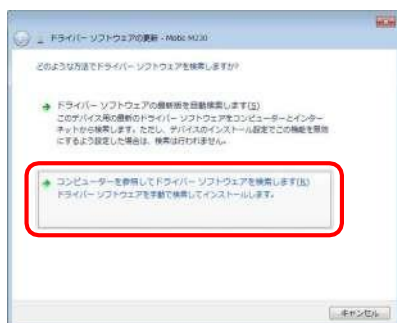 ドライバー ソフトウェアの更新 - Motic M230
どのような方法でドライバー ソフトウェアを検索しますか?
ドライバー ソフトウェアの最新版を自動検索します(S)
このデバイス用の最新のドライバー ソフトウェアをコンピューターとインター
ネットから検索します。ただし、デバイスのインストール設定でこの機能を無効
にするよう設定した場合は、検索は行われません。
コンピューターを参照してドライバー ソフトウェアを検索します(R)
ドライバー ソフトウェアを手動で検索してインストールします。
キャンセル